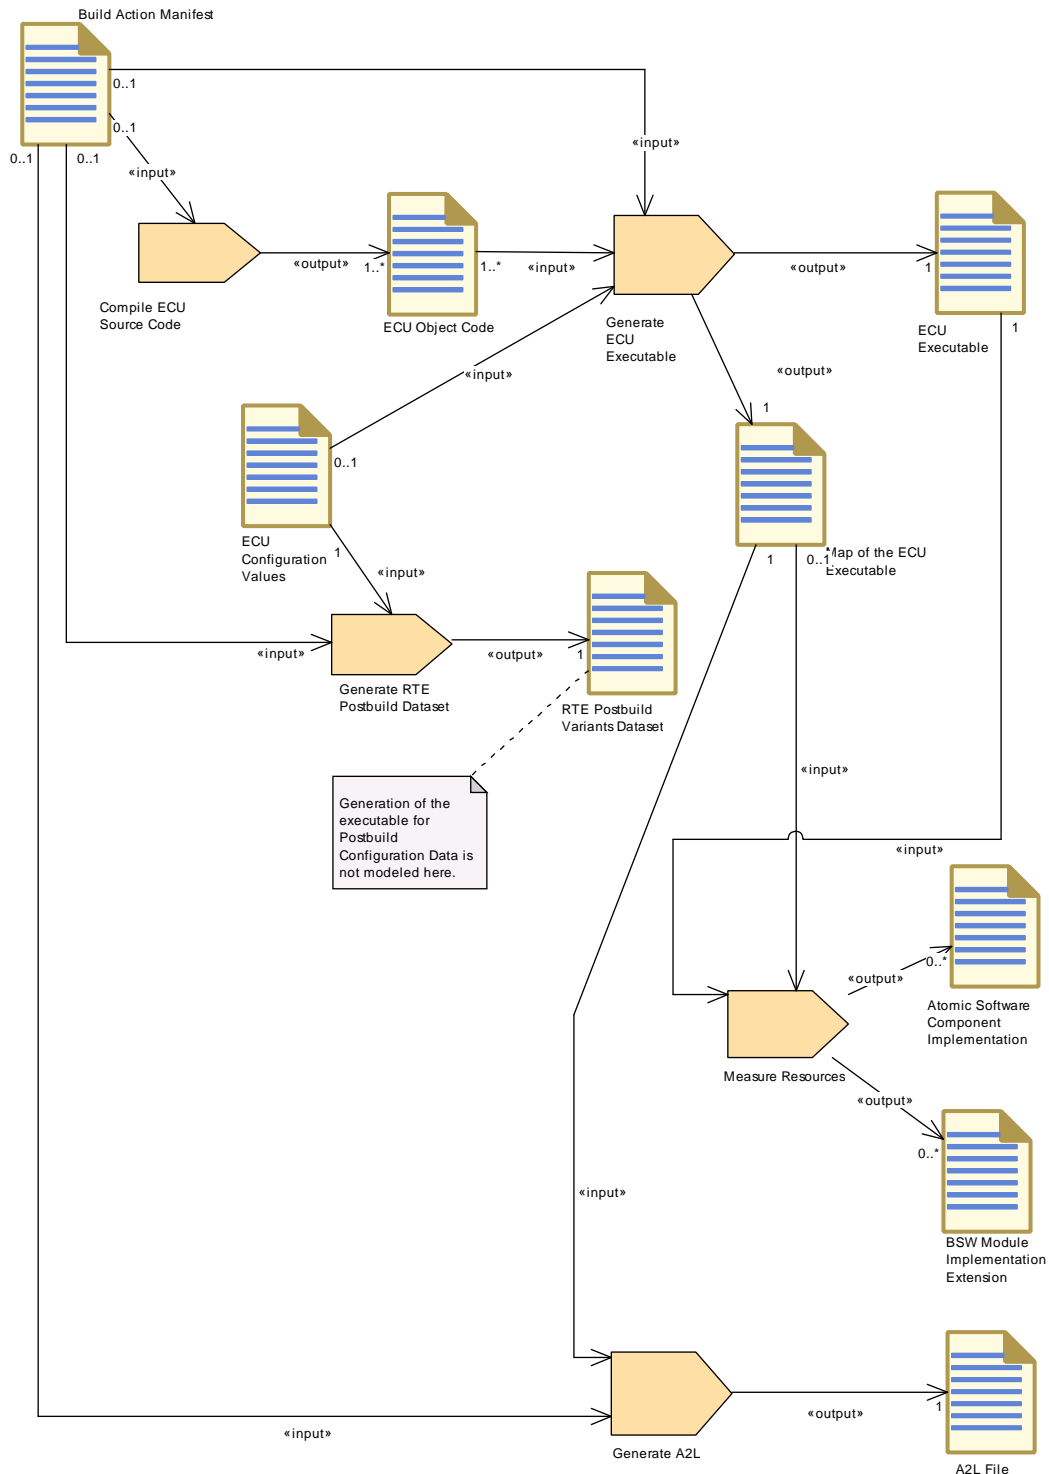 Build Action Manifest
0..1
«input»
0..1
0..1
0..1
«input»
«output»
1..*
1..*
«input»
«output»
1
Compile ECU
Source Code
ECU Object Code
Generate
ECU
Executable
ECU
Executable
1
«input»
«output»
1
0..1
ECU
Configuration
Values
1
«input»
1
0..1
Map of the ECU
Executable
«input»
«output»
1
Generate RTE
Postbuild Dataset
RTE Postbuild
Variants Dataset
Generation of the
executable for
Postbuild
Configuration Data is
not modeled here.
«input»
«input»
«output»
0..*
Atomic Software
Component
Implementation
Measure Resources
«output»
0..*
BSW Module
Implementation
Extension
«input»
«input»
«output»
1
Generate A2L
A2L File